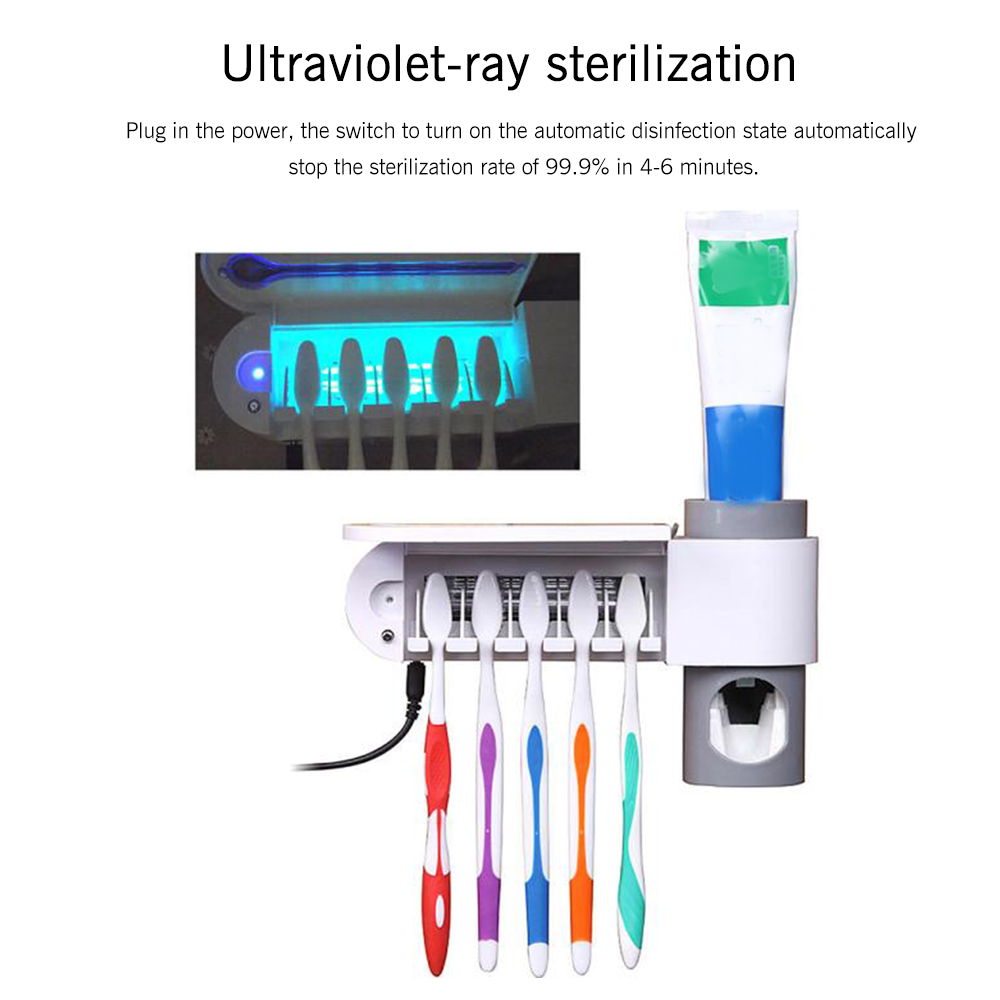 Ultraviolet-ray sterilization
Plug in the power, the switch to turn on the automatic disinfection state automatically
stop the sterilization rate of 99.9% in 4-6 minutes.